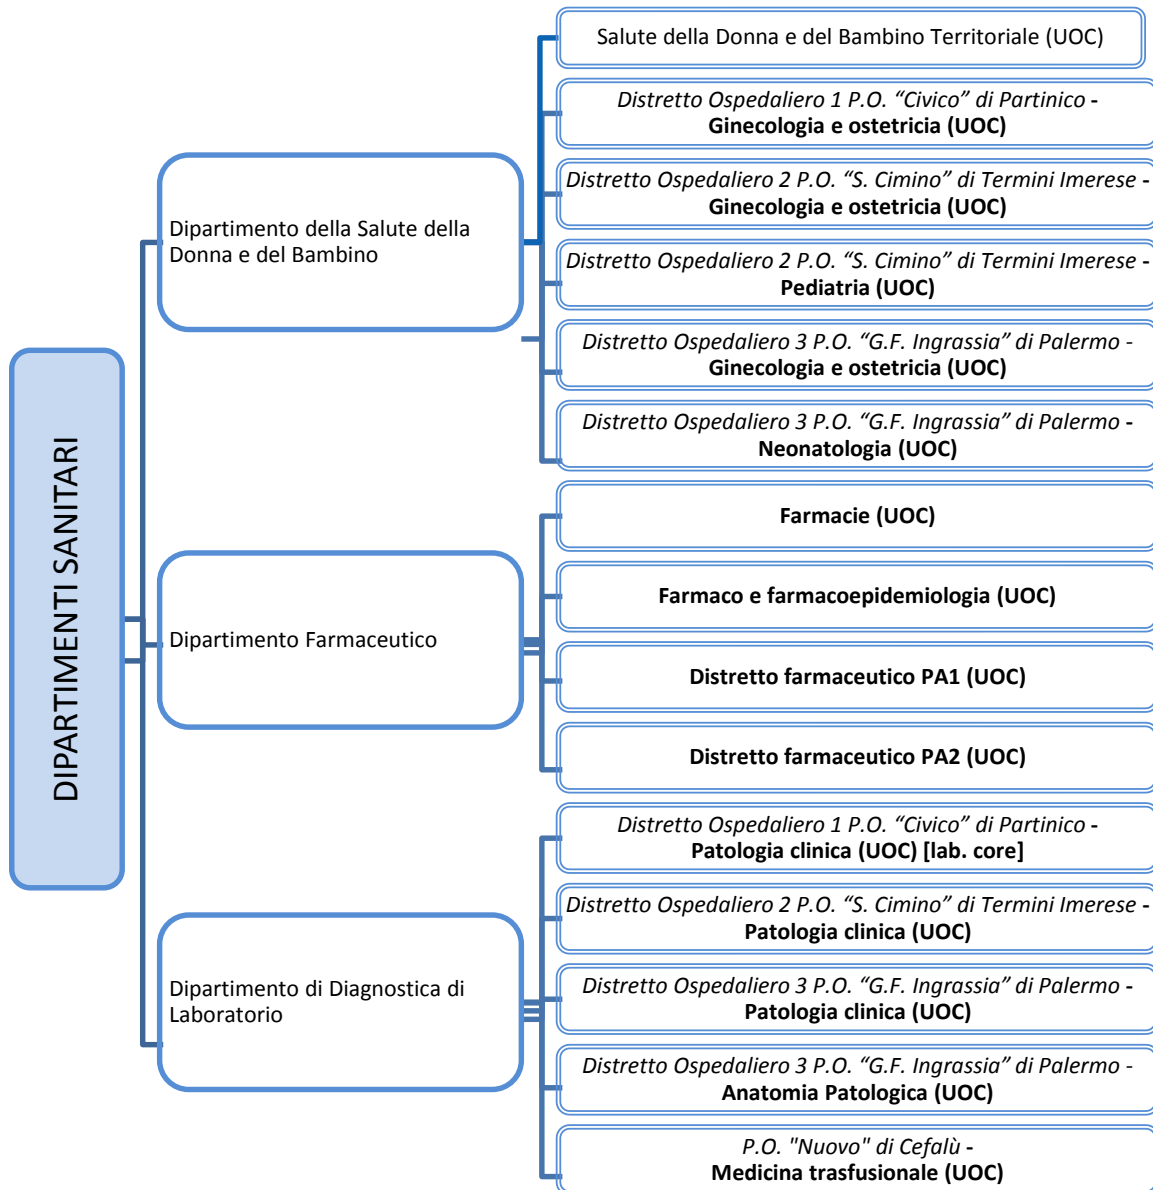 DIPARTIMENTI SANITARI
Dipartimento della Salute della
Donna e del Bambino
Salute della Donna e del Bambino Territoriale (UOC)
Distretto Ospedaliero 1 P.O. “Civico” di Partinico -
Ginecologia e ostetricia (UOC)
Distretto Ospedaliero 2 P.O. “S. Cimino” di Termini Imerese -
Ginecologia e ostetricia (UOC)
Distretto Ospedaliero 2 P.O. “S. Cimino” di Termini Imerese -
Pediatria (UOC)
Distretto Ospedaliero 3 P.O. “G.F. Ingrassia” di Palermo -
Ginecologia e ostetricia (UOC)
Distretto Ospedaliero 3 P.O. “G.F. Ingrassia” di Palermo -
Neonatologia (UOC)
Dipartimento Farmaceutico
Farmacie (UOC)
Farmaco e farmacoepidemiologia (UOC)
Distretto farmaceutico PA1 (UOC)
Distretto farmaceutico PA2 (UOC)
Dipartimento di Diagnostica di
Laboratorio
Distretto Ospedaliero 1 P.O. “Civico” di Partinico -
Patologia clinica (UOC) [lab. core]
Distretto Ospedaliero 2 P.O. “S. Cimino” di Termini Imerese -
Patologia clinica (UOC)
Distretto Ospedaliero 3 P.O. “G.F. Ingrassia” di Palermo -
Patologia clinica (UOC)
Distretto Ospedaliero 3 P.O. “G.F. Ingrassia” di Palermo -
Anatomia Patologica (UOC)
P.O. "Nuovo" di Cefalù -
Medicina trasfusionale (UOC)